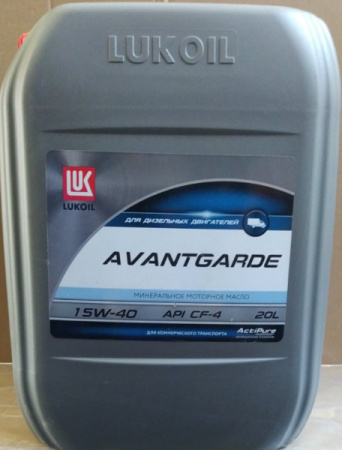 LUKOIL
LUK
LUKOIL
ДЛЯ ДИЗЕЛЬНЫХ ДВИГАТЕЛЕЙ
AVANTGARDE
МИНЕРАЛЬНОЕ МОТОРНОЕ МАСЛО
15W-40 API CF-4 20L
ДЛЯ КОММЕРЧЕСКОГО ТРАНСПОРТА
ActiPure